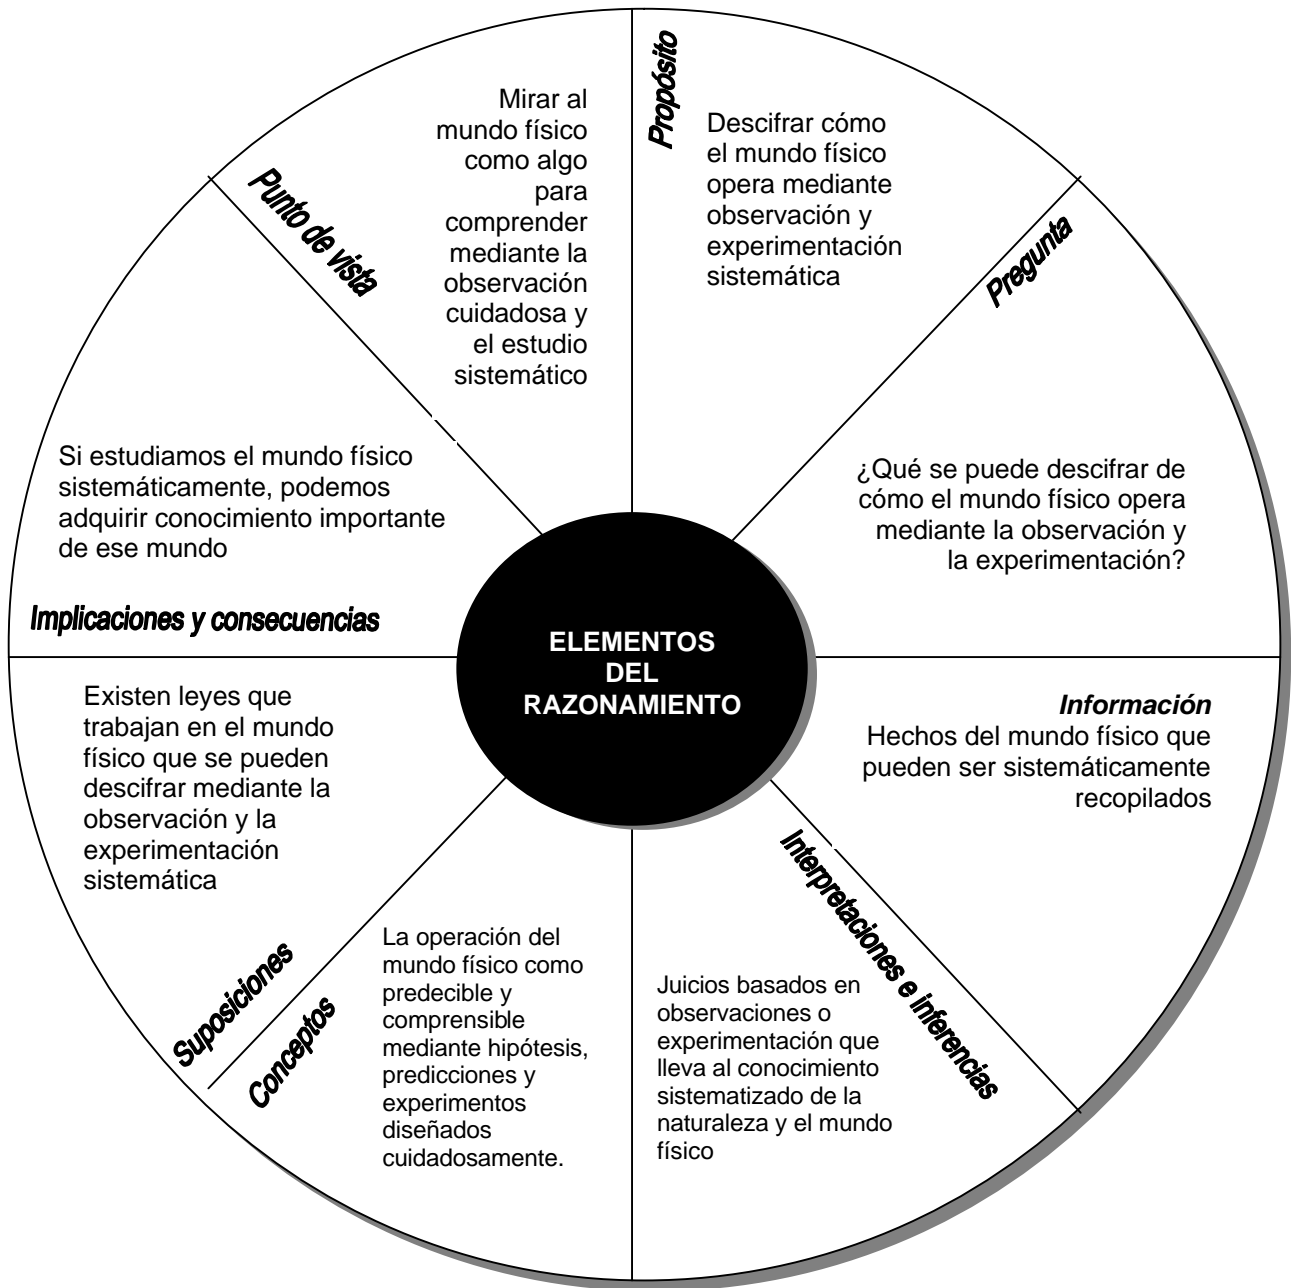 Propósito
Descifrar cómo
el mundo físico
opera mediante
observación y
experimentación
sistemática
Pregunta
¿Qué se puede descifrar de
cómo el mundo físico opera
mediante la observación y
la experimentación?
Información
Hechos del mundo físico que
pueden ser sistemáticamente
recopilados
Interpretaciones e inferencias
Juicios basados en
observaciones o
experimentación que
lleva al conocimiento
sistematizado de la
naturaleza y el mundo
físico
Conceptos
La operación del
mundo físico como
predecible y
comprensible
mediante hipótesis,
predicciones y
experimentos
diseñados
cuidadosamente.
Suposiciones
Existen leyes que
trabajan en el mundo
físico que se pueden
descifrar mediante la
observación y la
experimentación
sistemática
Implicaciones y consecuencias
Si estudiamos el mundo físico
sistemáticamente, podemos
adquirir conocimiento importante
de ese mundo
Punto de vista
Mirar al
mundo físico
como algo
para
comprender
mediante la
observación
cuidadosa y
el estudio
sistemático
ELEMENTOS
DEL
RAZONAMIENTO